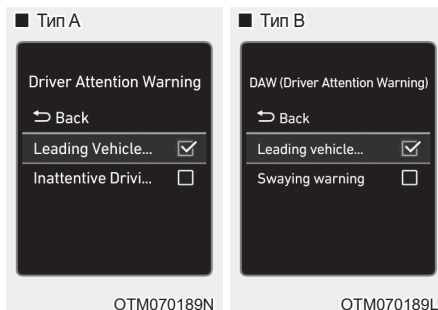 ■ Тип A
Driver Attention Warning
Back
Leading Vehicle...
Inattentive Drivi...
OTM070189N
■ Тип B
DAW (Driver Attention Warning)
Back
Leading vehicle...
Swaying warning
OTM070189L